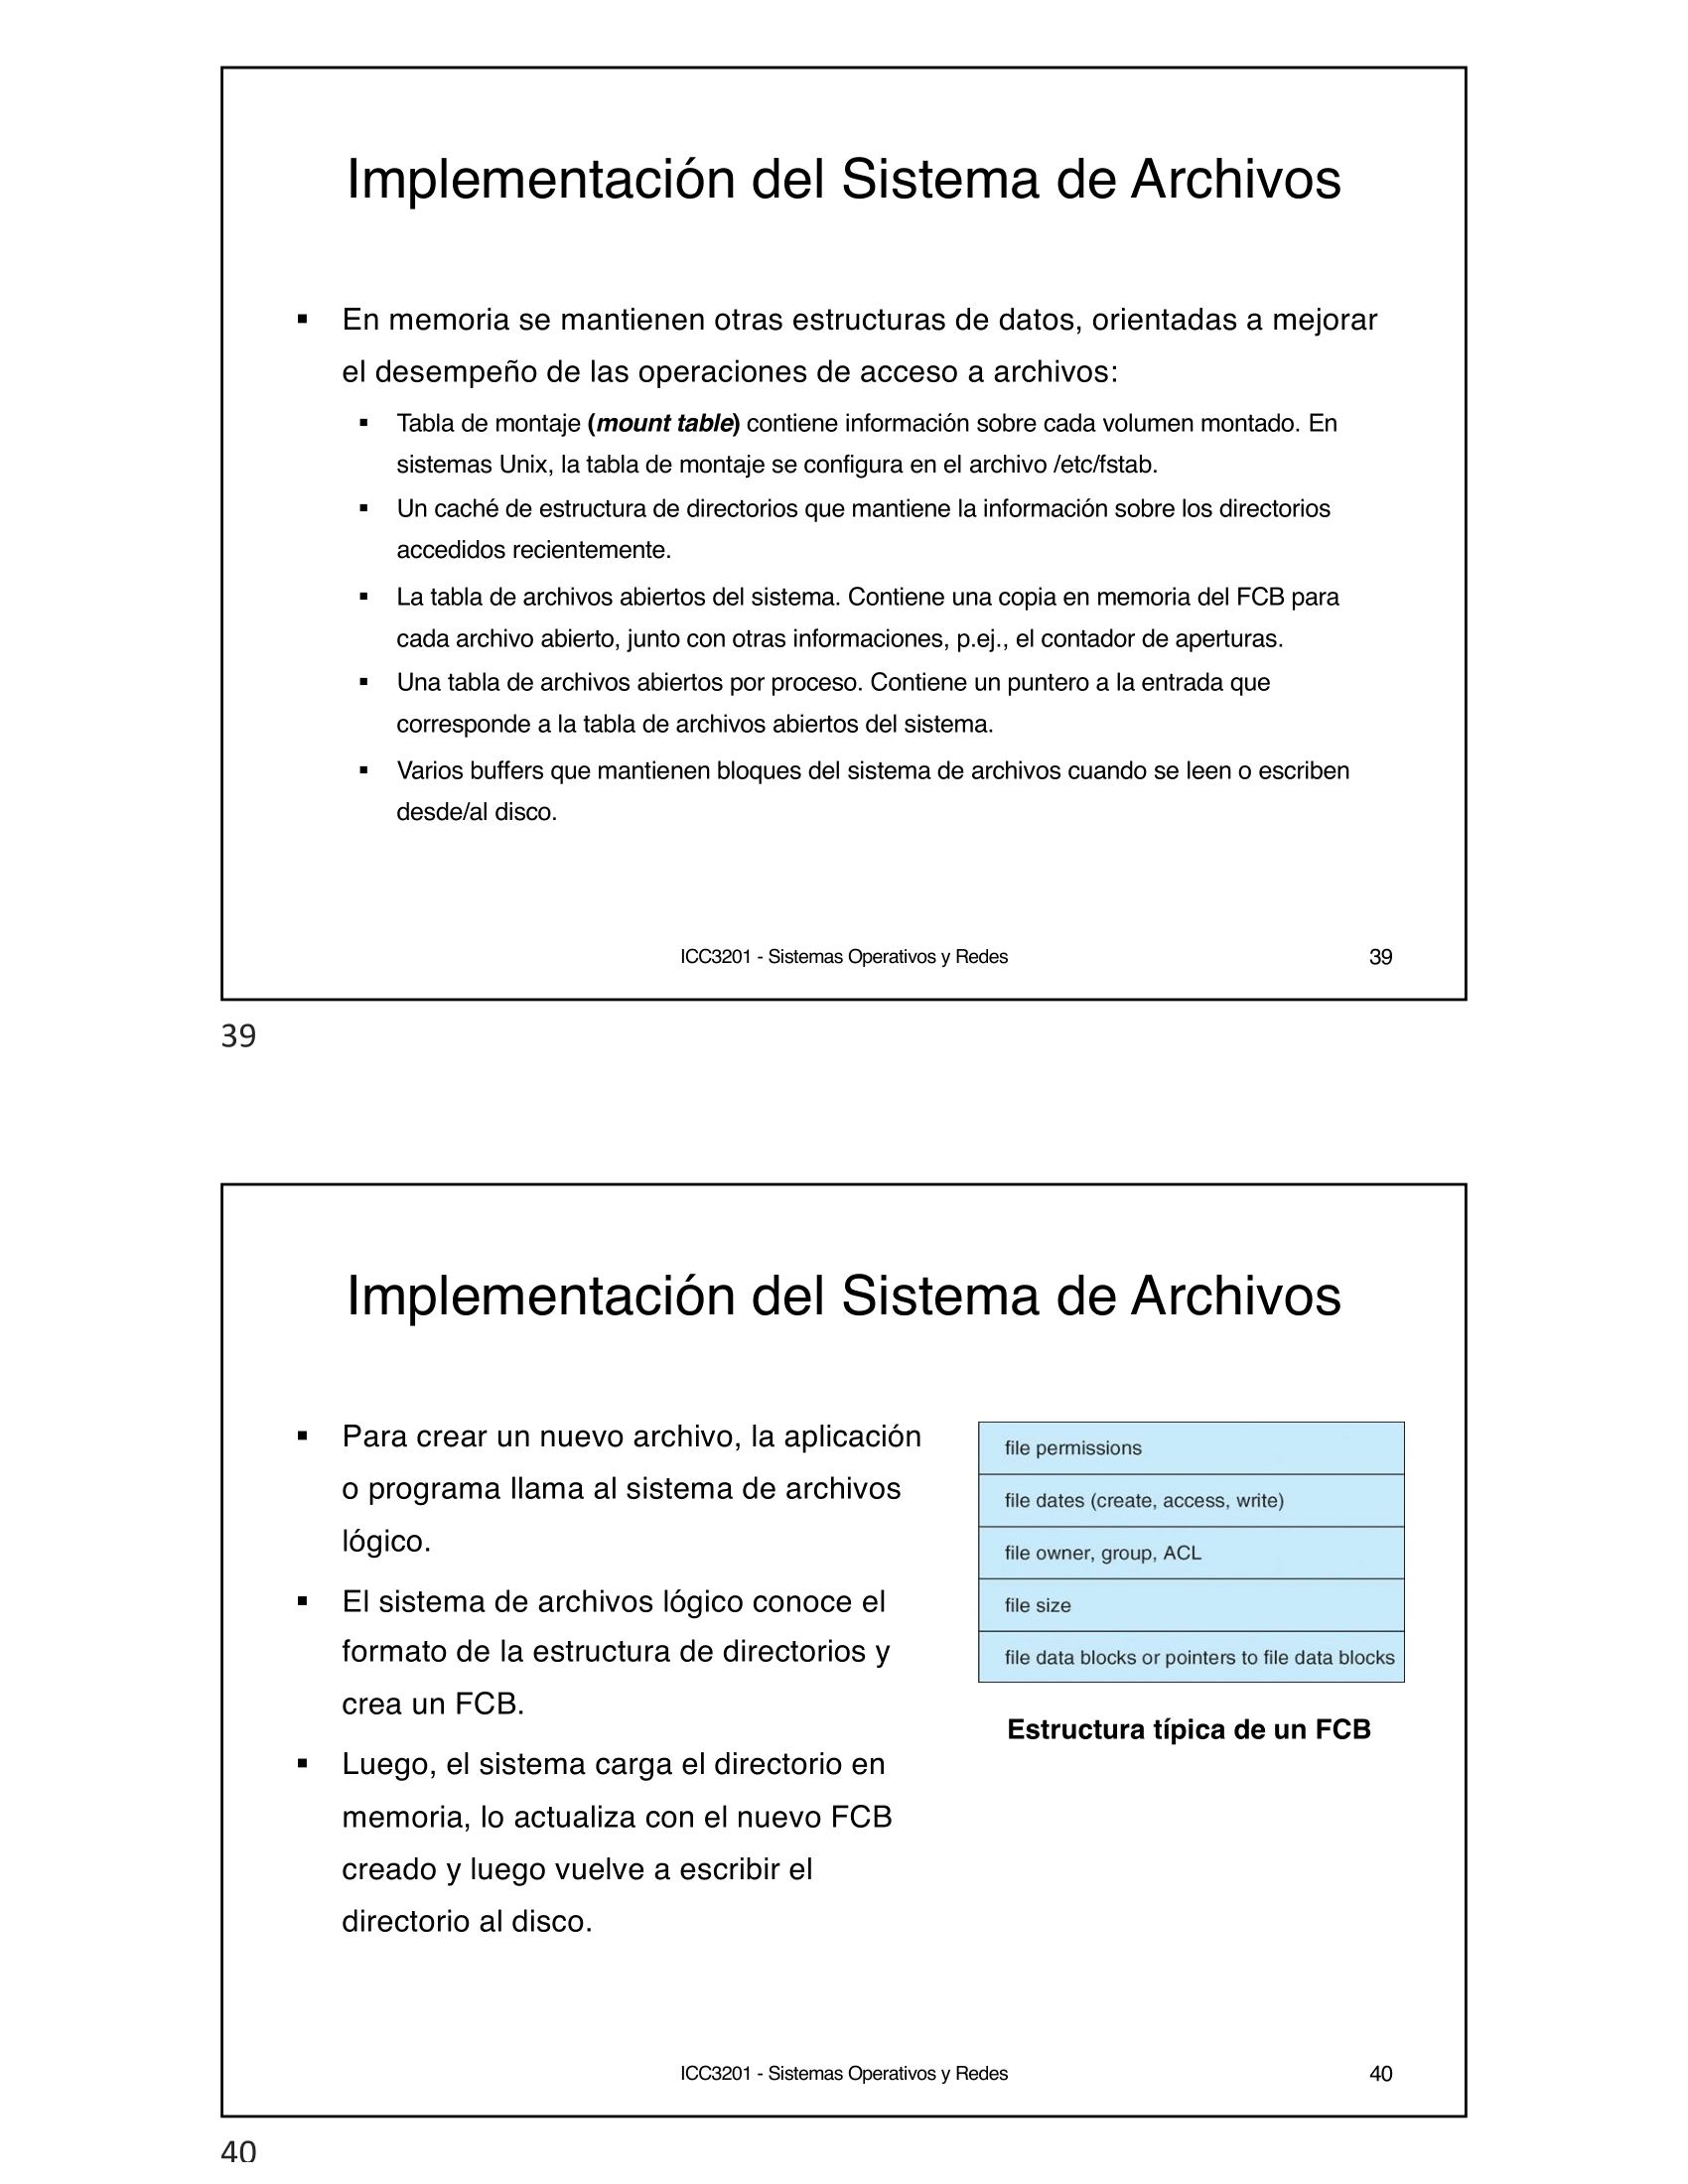 Implementación del Sistema de Archivos
▪ En memoria se mantienen otras estructuras de datos, orientadas a mejorar
el desempeño de las operaciones de acceso a archivos:
▪ Tabla de montaje (mount table) contiene información sobre cada volumen montado. En
sistemas Unix, la tabla de montaje se configura en el archivo /etc/fstab.
▪ Un caché de estructura de directorios que mantiene la información sobre los directorios
accedidos recientemente.
▪ La tabla de archivos abiertos del sistema. Contiene una copia en memoria del FCB para
cada archivo abierto, junto con otras informaciones, p.ej., el contador de aperturas.
▪ Una tabla de archivos abiertos por proceso. Contiene un puntero a la entrada que
corresponde a la tabla de archivos abiertos del sistema.
▪ Varios buffers que mantienen bloques del sistema de archivos cuando se leen o escriben
desde/al disco.
ICC3201 - Sistemas Operativos y Redes 39
39
Implementación del Sistema de Archivos
▪ Para crear un nuevo archivo, la aplicación
o programa llama al sistema de archivos
lógico.
▪ El sistema de archivos lógico conoce el
formato de la estructura de directorios y
crea un FCB.
▪ Luego, el sistema carga el directorio en
memoria, lo actualiza con el nuevo FCB
creado y luego vuelve a escribir el
directorio al disco.
file permissions
file dates (create, access, write)
file owner, group, ACL
file size
file data blocks or pointers to file data blocks
Estructura típica de un FCB
ICC3201 - Sistemas Operativos y Redes 40
40